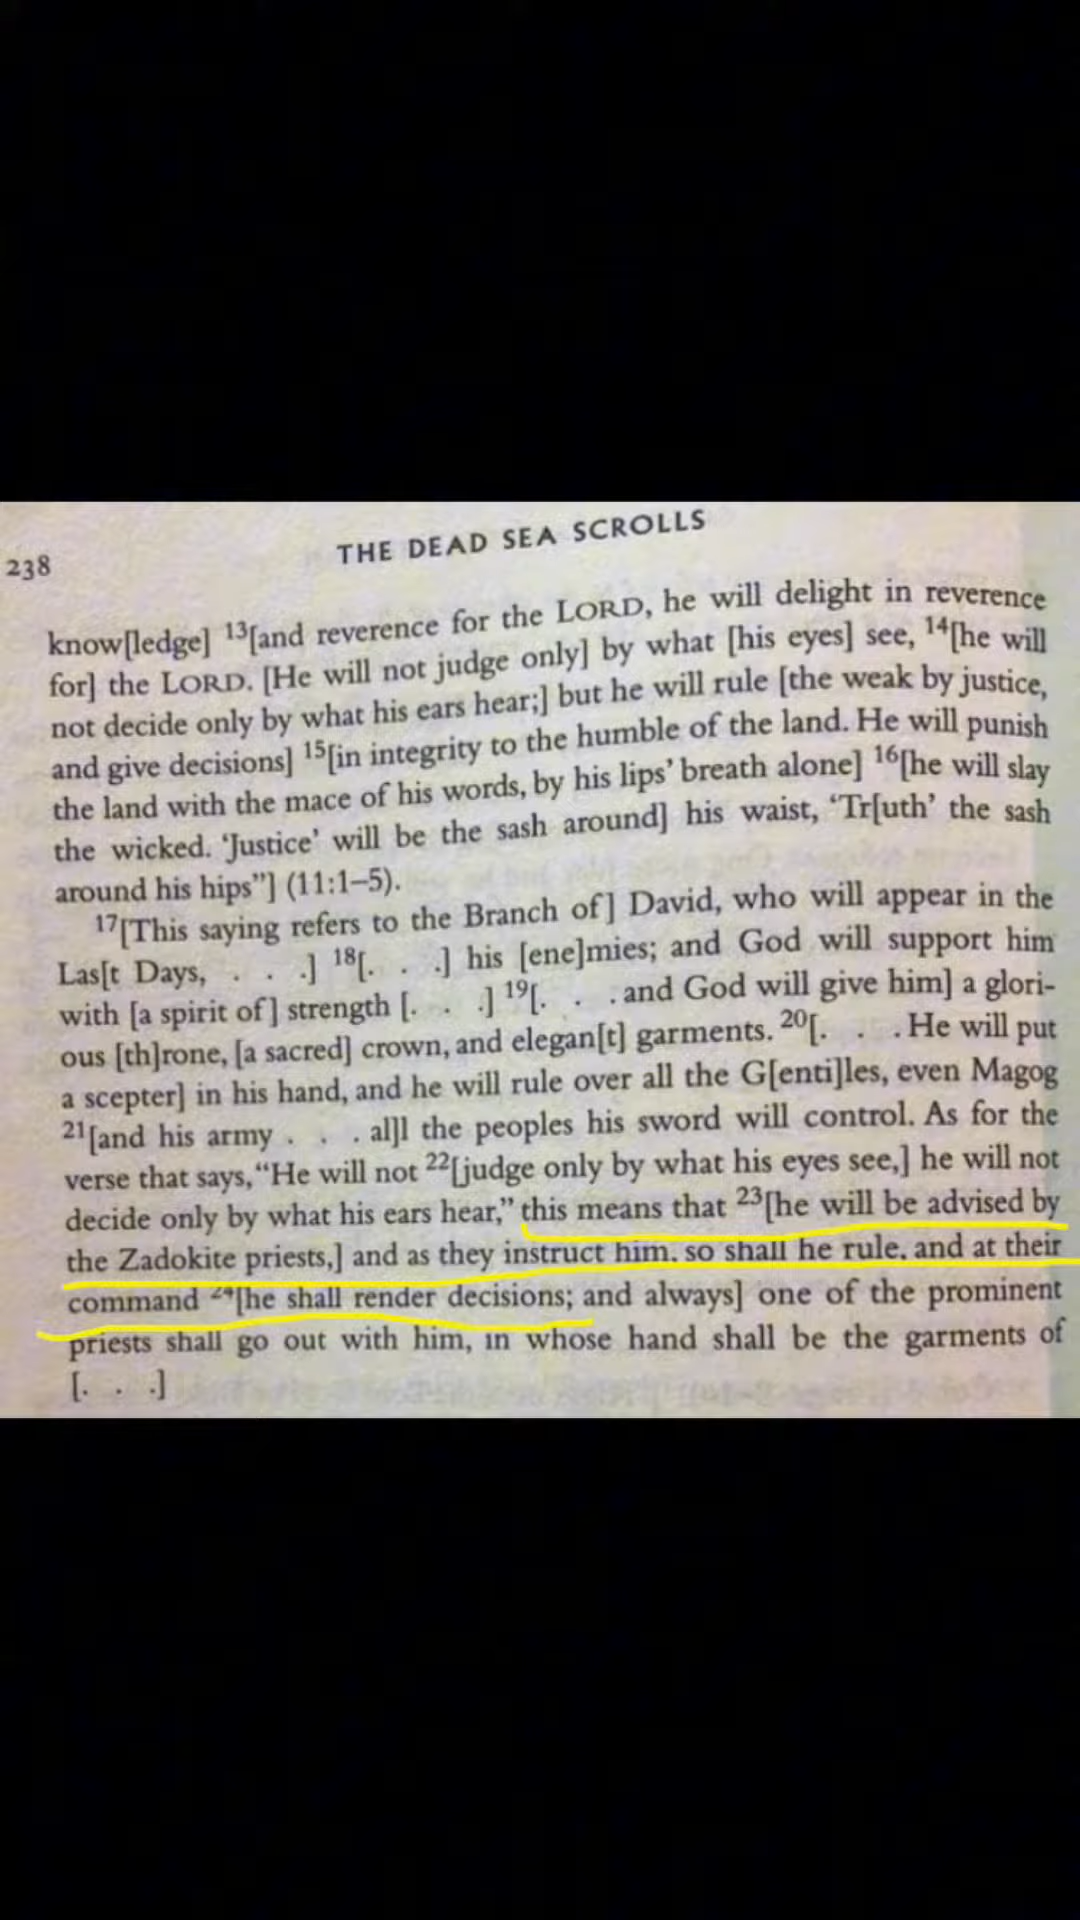 238
THE DEAD SEA SCROLLS
know[ledge] 13[and reverence for the LORD, he will delight in reverence
for] the LORD. [He will not judge only] by what [his eyes] see, 14[he will
not decide only by what his ears hear;] but he will rule [the weak by justice,
and give decisions] 15[in integrity to the humble of the land. He will punish
the land with the mace of his words, by his lips' breath alone] 16[he will slay
the wicked. 'Justice' will be the sash around] his waist, 'Tr[uth' the sash
around his hips"] (11:1–5).
17[This saying refers to the Branch of] David, who will appear in the
Las[t Days, . . .] 18[. . .] his [ene]mies; and God will support him
with [a spirit of] strength [. . .] 19[. . . and God will give him] a glori-
ous [th]rone, [a sacred] crown, and elegan[t] garments. 20[. . . He will put
a scepter] in his hand, and he will rule over all the G[enti]les, even Magog
21[and his army . . . al]l the peoples his sword will control. As for the
verse that says, "He will not 22[judge only by what his eyes see,] he will not
decide only by what his ears hear," this means that 23[he will be advised by
the Zadokite priests,] and as they instruct him, so shall he rule, and at their
command 24[he shall render decisions; and always] one of the prominent
priests shall go out with him, in whose hand shall be the garments of
[. . .]